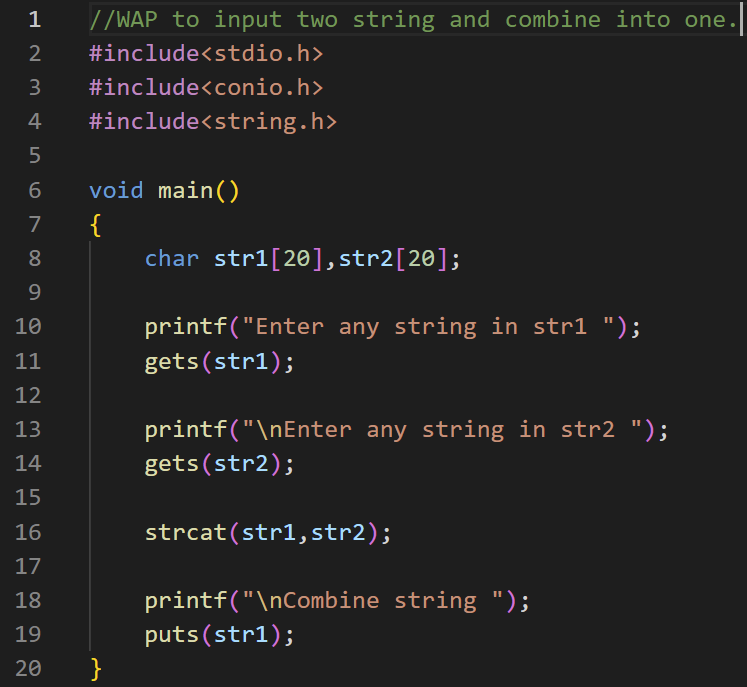 1 //WAP to input two string and combine into one.
2 #include<stdio.h>
3 #include<conio.h>
4 #include<string.h>
5
6 void main()
7 {
8     char str1[20],str2[20];
9
10     printf("Enter any string in str1 ");
11     gets(str1);
12
13     printf("\nEnter any string in str2 ");
14     gets(str2);
15
16     strcat(str1,str2);
17
18     printf("\nCombine string ");
19     puts(str1);
20 }